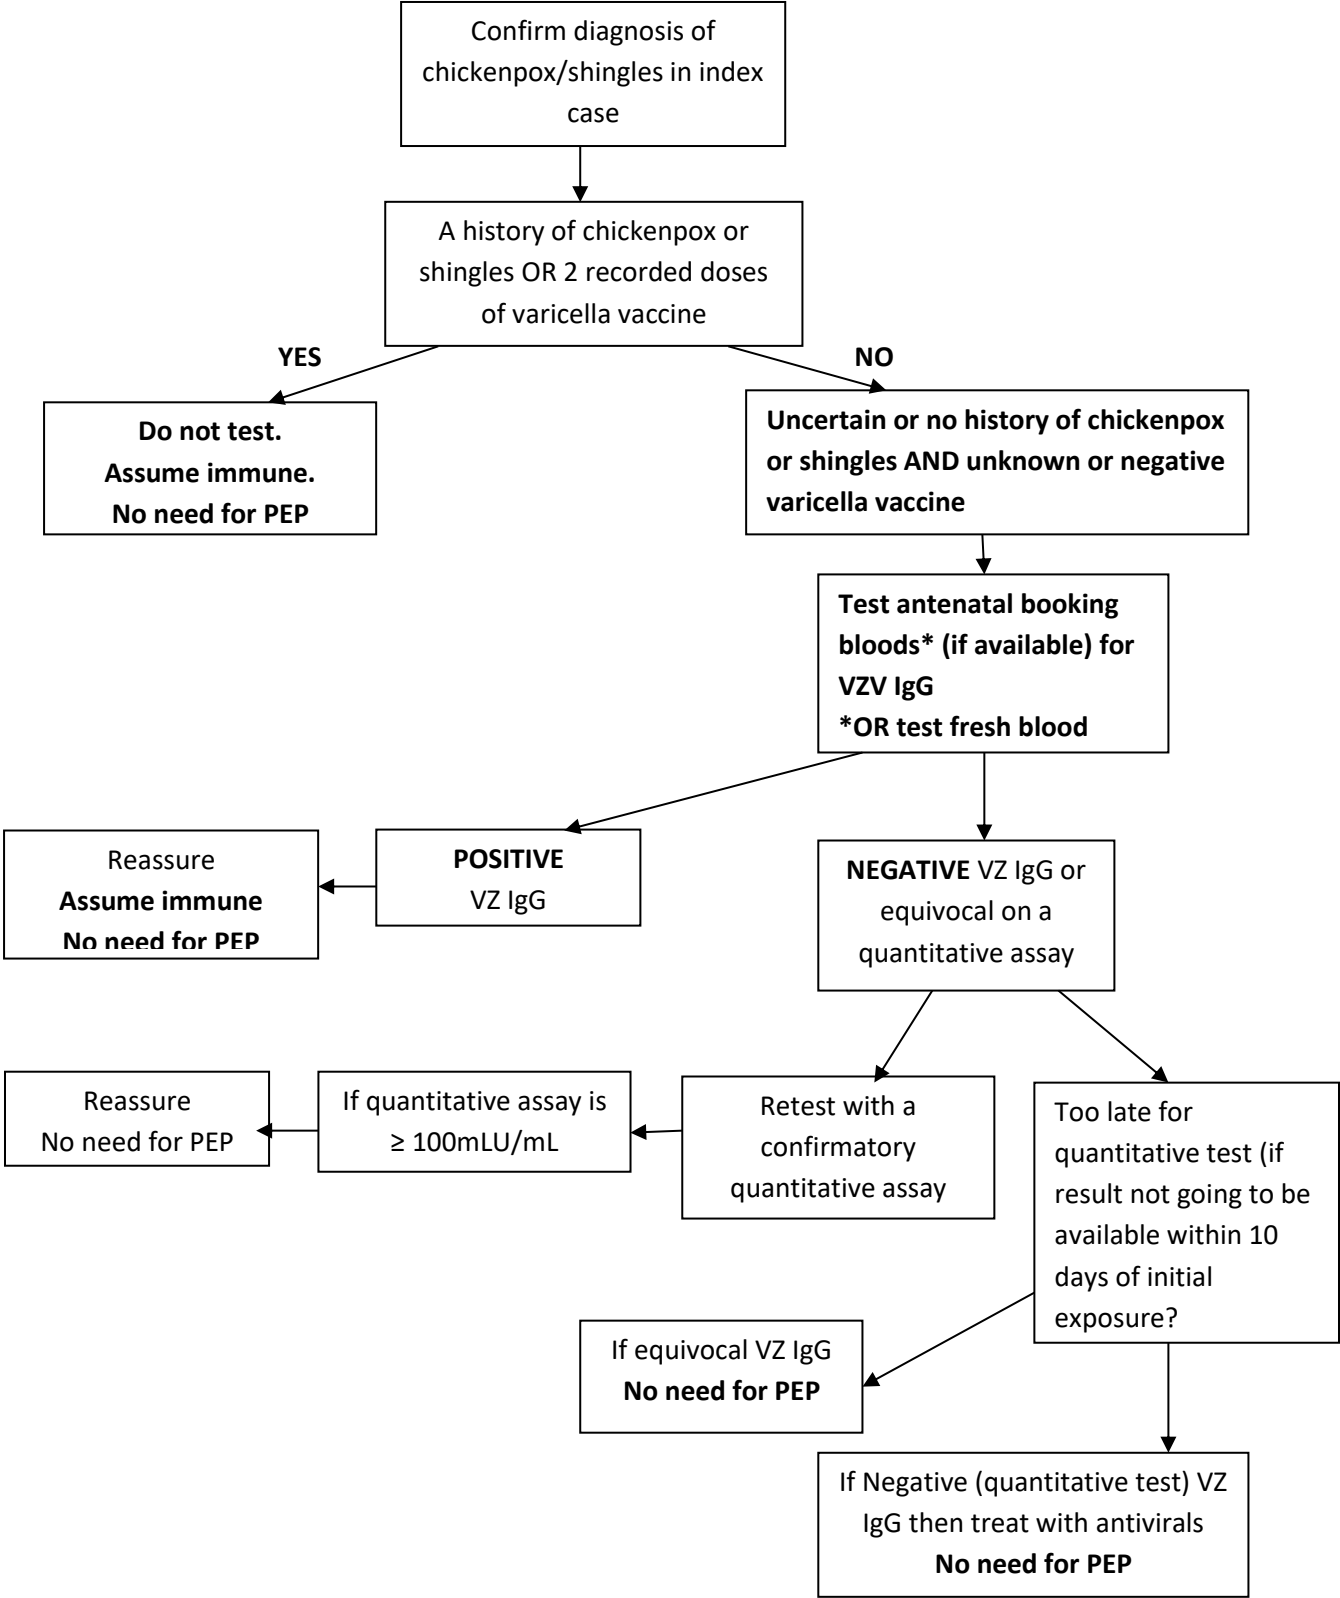 Confirm diagnosis of
chickenpox/shingles in index
case
A history of chickenpox or
shingles OR 2 recorded doses
of varicella vaccine
YES
NO
Do not test.
Assume immune.
No need for PEP
Uncertain or no history of chickenpox
or shingles AND unknown or negative
varicella vaccine
Test antenatal booking
bloods* (if available) for
VZV IgG
*OR test fresh blood
Reassure
Assume immune
No need for PEP
POSITIVE
VZ IgG
NEGATIVE VZ IgG or
equivocal on a
quantitative assay
Reassure
No need for PEP
If quantitative assay is
≥ 100mLU/mL
Retest with a
confirmatory
quantitative assay
Too late for
quantitative test (if
result not going to be
available within 10
days of initial
exposure?
If equivocal VZ IgG
No need for PEP
If Negative (quantitative test) VZ
IgG then treat with antivirals
No need for PEP